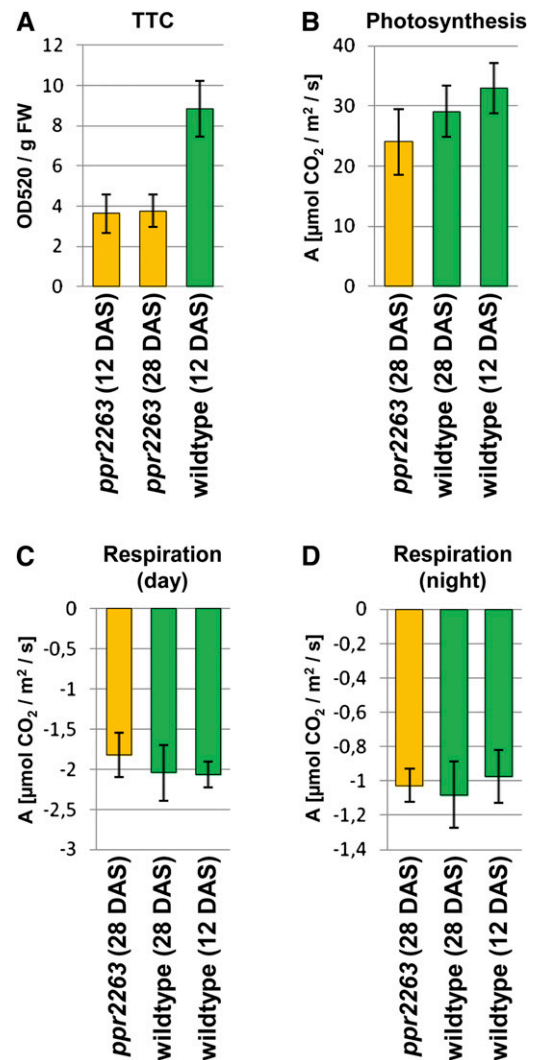 A
TTC
OD520 / g FW
12
10
8
6
4
2
0
ppr2263 (12 DAS)
ppr2263 (28 DAS)
wildtype (12 DAS)
B
Photosynthesis
A [µmol CO₂ / m² / s]
40
30
20
10
0
ppr2263 (28 DAS)
wildtype (28 DAS)
wildtype (12 DAS)
C
Respiration
(day)
A [µmol CO₂ / m² / s]
0
-0,5
-1
-1,5
-2
-2,5
-3
ppr2263 (28 DAS)
wildtype (28 DAS)
wildtype (12 DAS)
D
Respiration
(night)
A [µmol CO₂ / m² / s]
0
-0,2
-0,4
-0,6
-0,8
-1
-1,2
-1,4
ppr2263 (28 DAS)
wildtype (28 DAS)
wildtype (12 DAS)